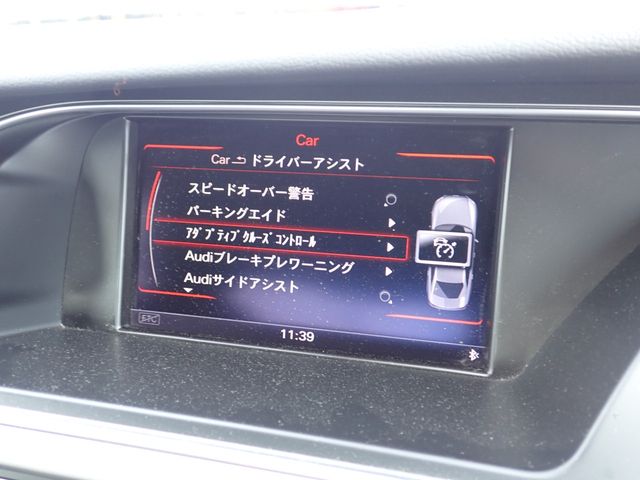 Car
Car ドライバーアシスト
スピードオーバー警告
パーキングエイド
ｱﾀﾞﾌﾟﾃｨﾌﾞｸﾙｰｽﾞｺﾝﾄﾛｰﾙ
Audiブレーキプレワーニング
Audiサイドアシスト
ETC
11:39